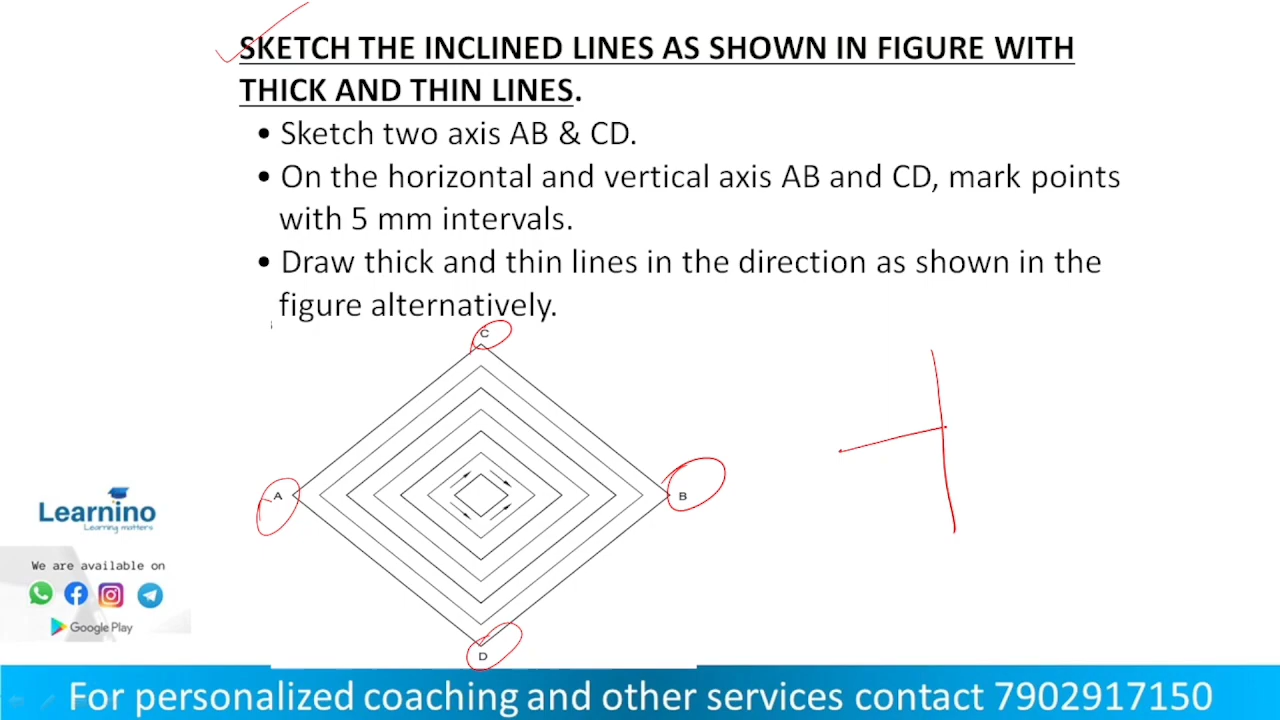 SKETCH THE INCLINED LINES AS SHOWN IN FIGURE WITH
THICK AND THIN LINES.
• Sketch two axis AB & CD.
• On the horizontal and vertical axis AB and CD, mark points
with 5 mm intervals.
• Draw thick and thin lines in the direction as shown in the
figure alternatively.
C
A
B
D
Learnino
Learning matters
We are available on
Google Play
For personalized coaching and other services contact 7902917150